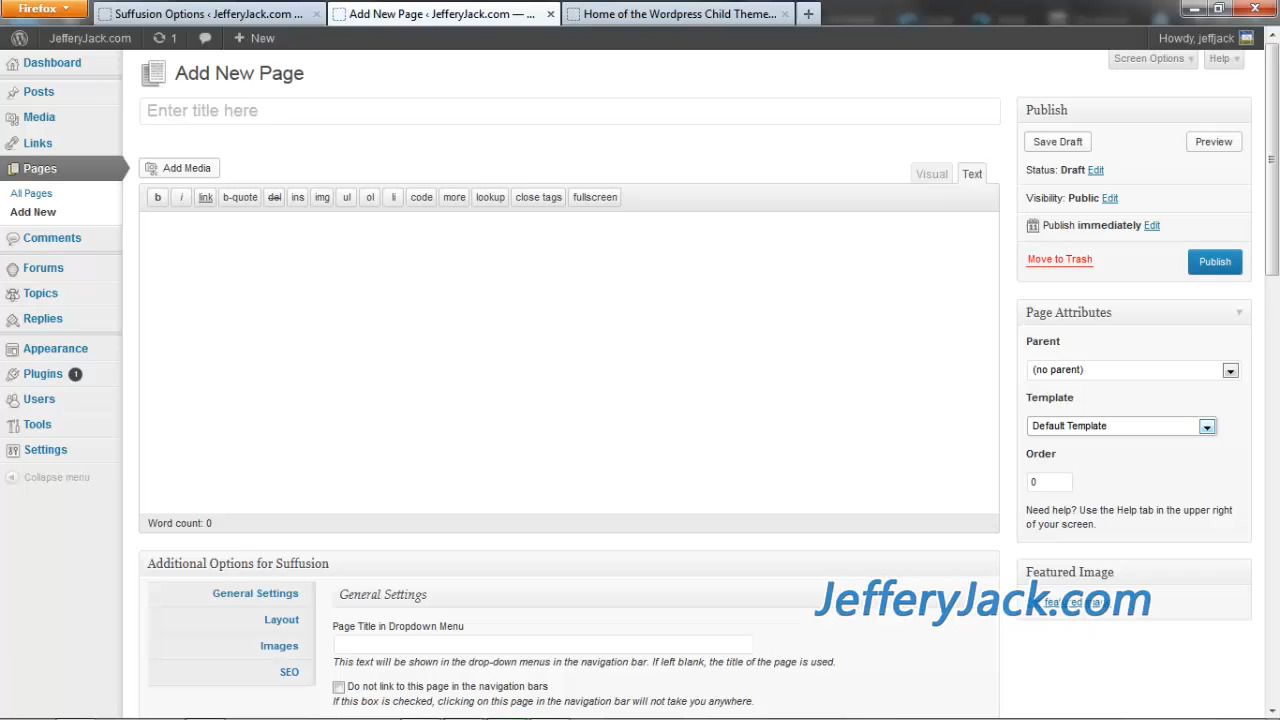 Firefox
Suffusion Options ‹ JefferyJack.com ...
Add New Page ‹ JefferyJack.com — ...
Home of the Wordpress Child Theme...
JefferyJack.com
1
New
Howdy, jeffjack
Dashboard
Posts
Media
Links
Pages
All Pages
Add New
Comments
Forums
Topics
Replies
Appearance
Plugins 1
Users
Tools
Settings
Collapse menu
Add New Page
Screen Options
Help
Enter title here
Add Media
Visual
Text
b
i
link
b-quote
del
ins
img
ul
ol
li
code
more
lookup
close tags
fullscreen
Word count: 0
Additional Options for Suffusion
General Settings
Layout
Images
SEO
General Settings
Page Title in Dropdown Menu
This text will be shown in the drop-down menus in the navigation bar. If left blank, the title of the page is used.
Do not link to this page in the navigation bars
If this box is checked, clicking on this page in the navigation bar will not take you anywhere.
Publish
Save Draft
Preview
Status: Draft Edit
Visibility: Public Edit
Publish immediately Edit
Move to Trash
Publish
Page Attributes
Parent
(no parent)
Template
Default Template
Order
0
Need help? Use the Help tab in the upper right
of your screen.
Featured Image
JefferyJack.com